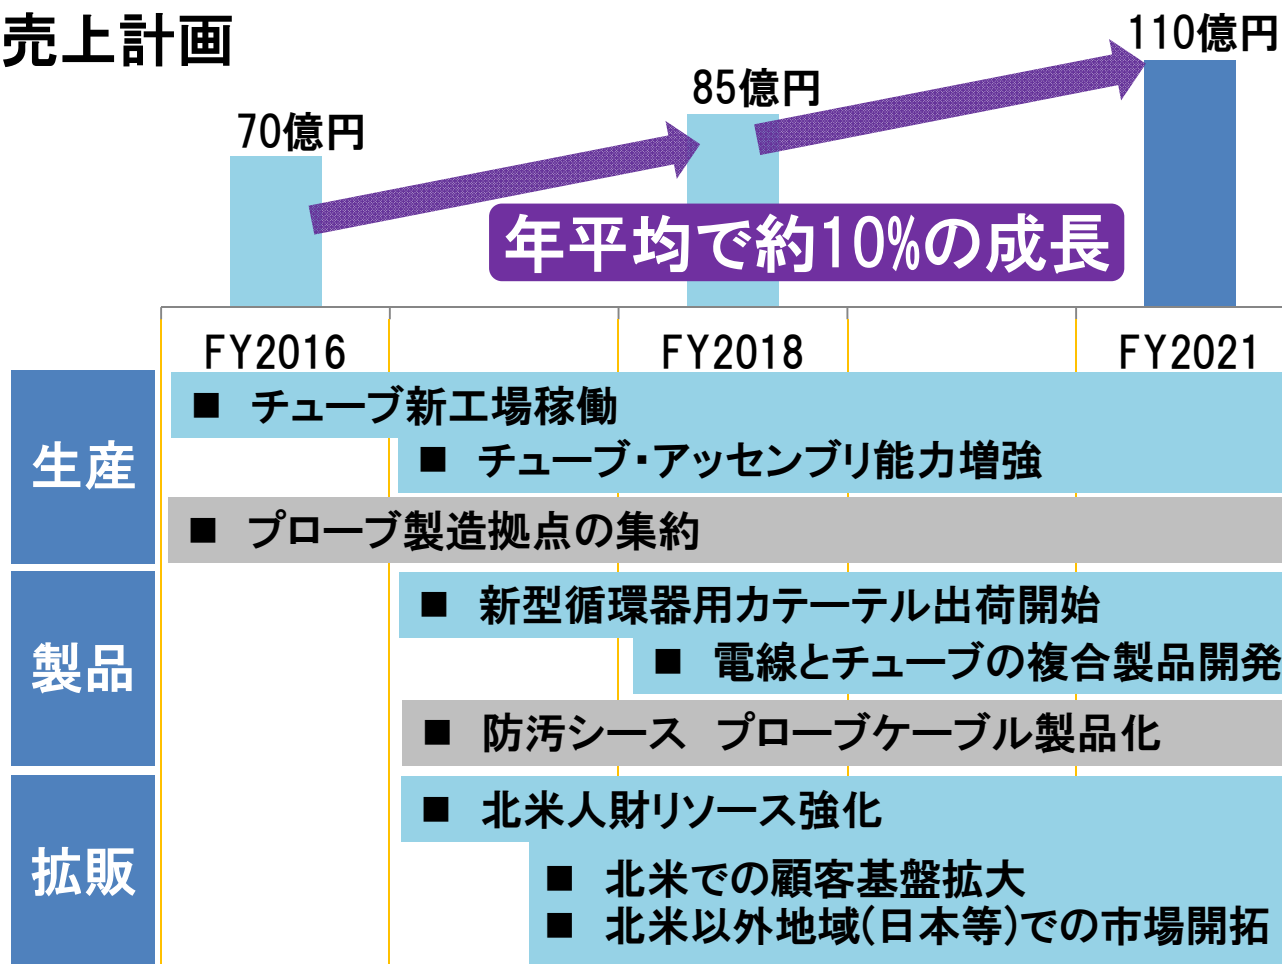 売上計画
70億円
85億円
110億円
年平均で約10%の成長
FY2016
FY2018
FY2021
生産
■ チューブ新工場稼働
■ チューブ・アッセンブリ能力増強
■ プローブ製造拠点の集約
製品
■ 新型循環器用カテーテル出荷開始
■ 電線とチューブの複合製品開発
■ 防汚シース プローブケーブル製品化
拡販
■ 北米人財リソース強化
■ 北米での顧客基盤拡大
■ 北米以外地域(日本等)での市場開拓